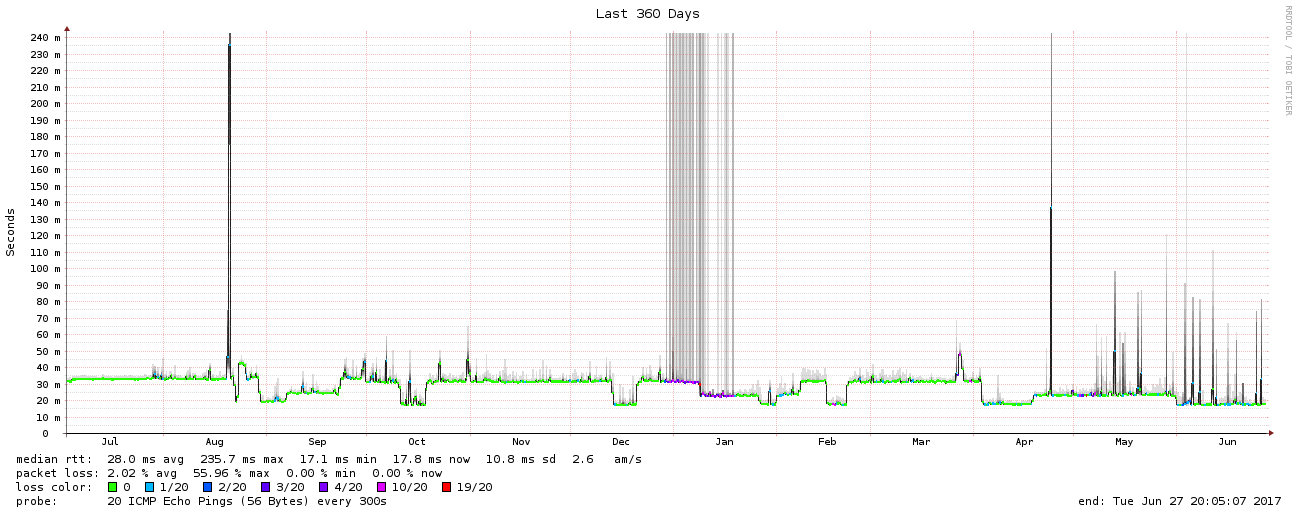 Last 360 Days
RRDTOOL / TOBI OETIKER
Seconds
240 m
230 m
220 m
210 m
200 m
190 m
180 m
170 m
160 m
150 m
140 m
130 m
120 m
110 m
100 m
90 m
80 m
70 m
60 m
50 m
40 m
30 m
20 m
10 m
0
Jul Aug Sep Oct Nov Dec Jan Feb Mar Apr May Jun
median rtt: 28.0 ms avg 235.7 ms max 17.1 ms min 17.8 ms now 10.8 ms sd 2.6 am/s
packet loss: 2.02 % avg 55.96 % max 0.00 % min 0.00 % now
loss color: 0 1/20 2/20 3/20 4/20 10/20 19/20
probe: 20 ICMP Echo Pings (56 Bytes) every 300s end: Tue Jun 27 20:05:07 2017